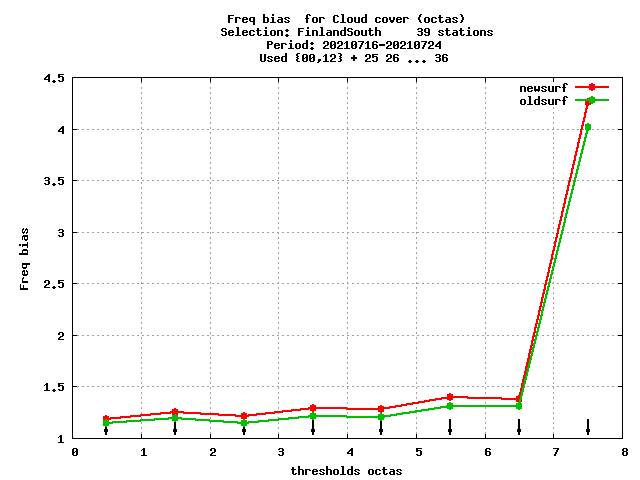 Freq bias  for Cloud cover (octas)
Selection: FinlandSouth     39 stations
Period: 20210716-20210724
Used {00,12} + 25 26 ... 36
newsurf
oldsurf
4.5
4
3.5
3
2.5
2
1.5
1
Freq bias
0 1 2 3 4 5 6 7 8
thresholds octas